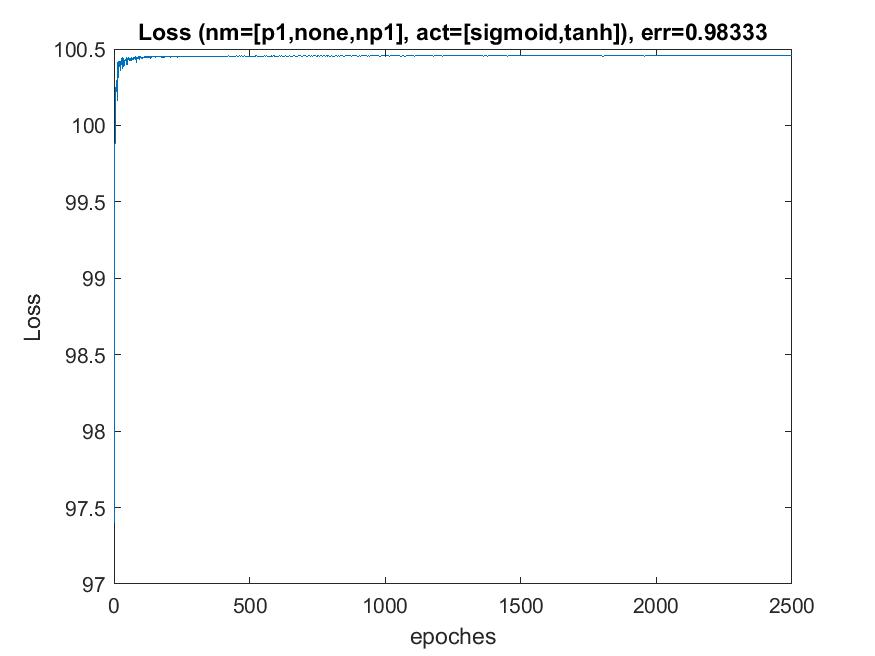 Loss (nm=[p1,none,np1], act=[sigmoid,tanh]), err=0.98333
100.5
100
99.5
99
98.5
98
97.5
97
Loss
0 500 1000 1500 2000 2500
epoches